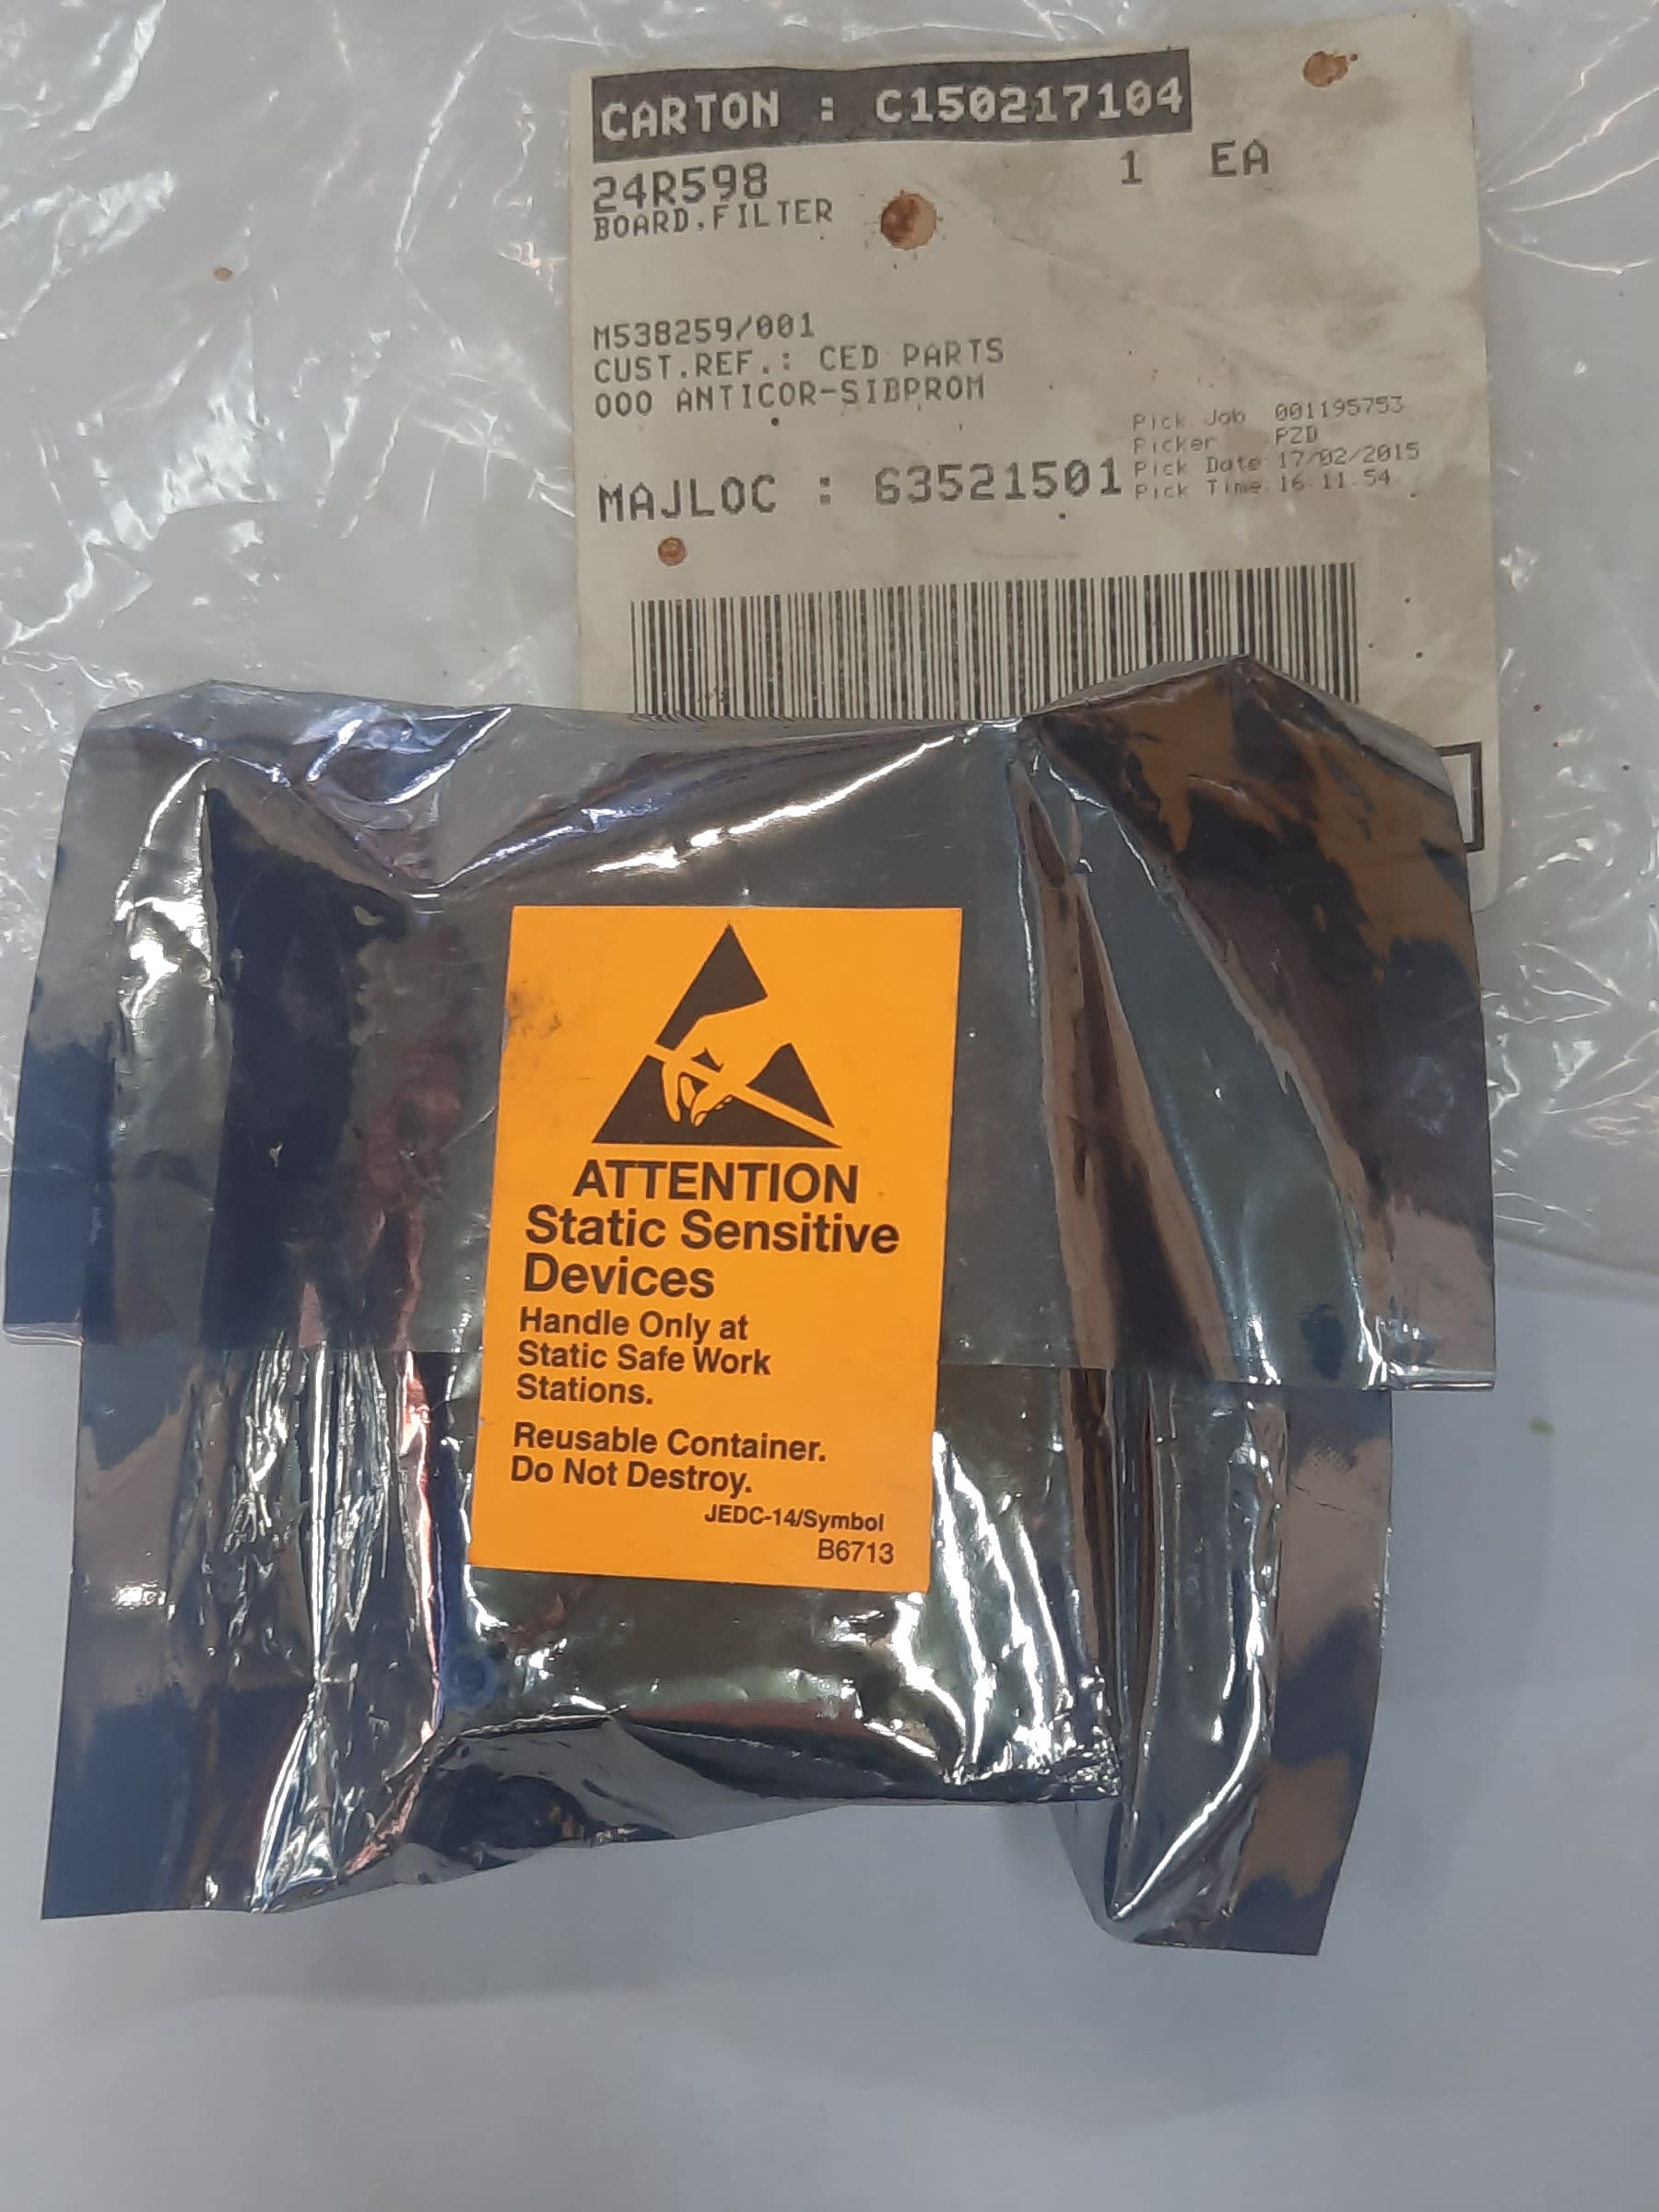 CARTON : C150217104
24R598 1 EA
BOARD,FILTER
M538259/001
CUST.REF.: CED PARTS
OOO ANTICOR-SIBPROM
Pick Job 001195753
Picker PZD
Pick Date 17/02/2015
Pick Time 16.11.54
MAJLOC : 63521501
ATTENTION
Static Sensitive
Devices
Handle Only at
Static Safe Work
Stations.
Reusable Container.
Do Not Destroy.
JEDC-14/Symbol
B6713